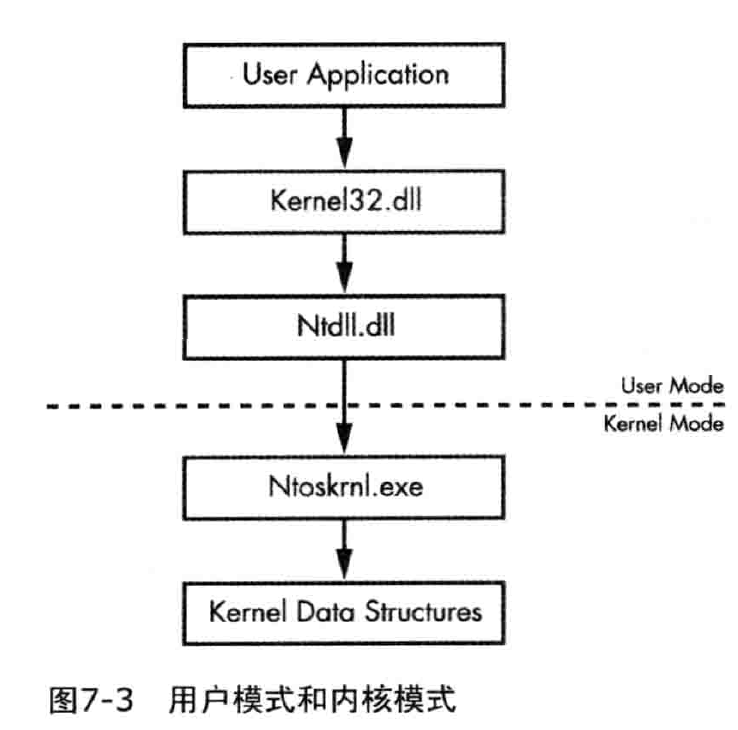 User Application
Kernel32.dll
Ntdll.dll
User Mode
Kernel Mode
Ntoskrnl.exe
Kernel Data Structures
图7-3 用户模式和内核模式